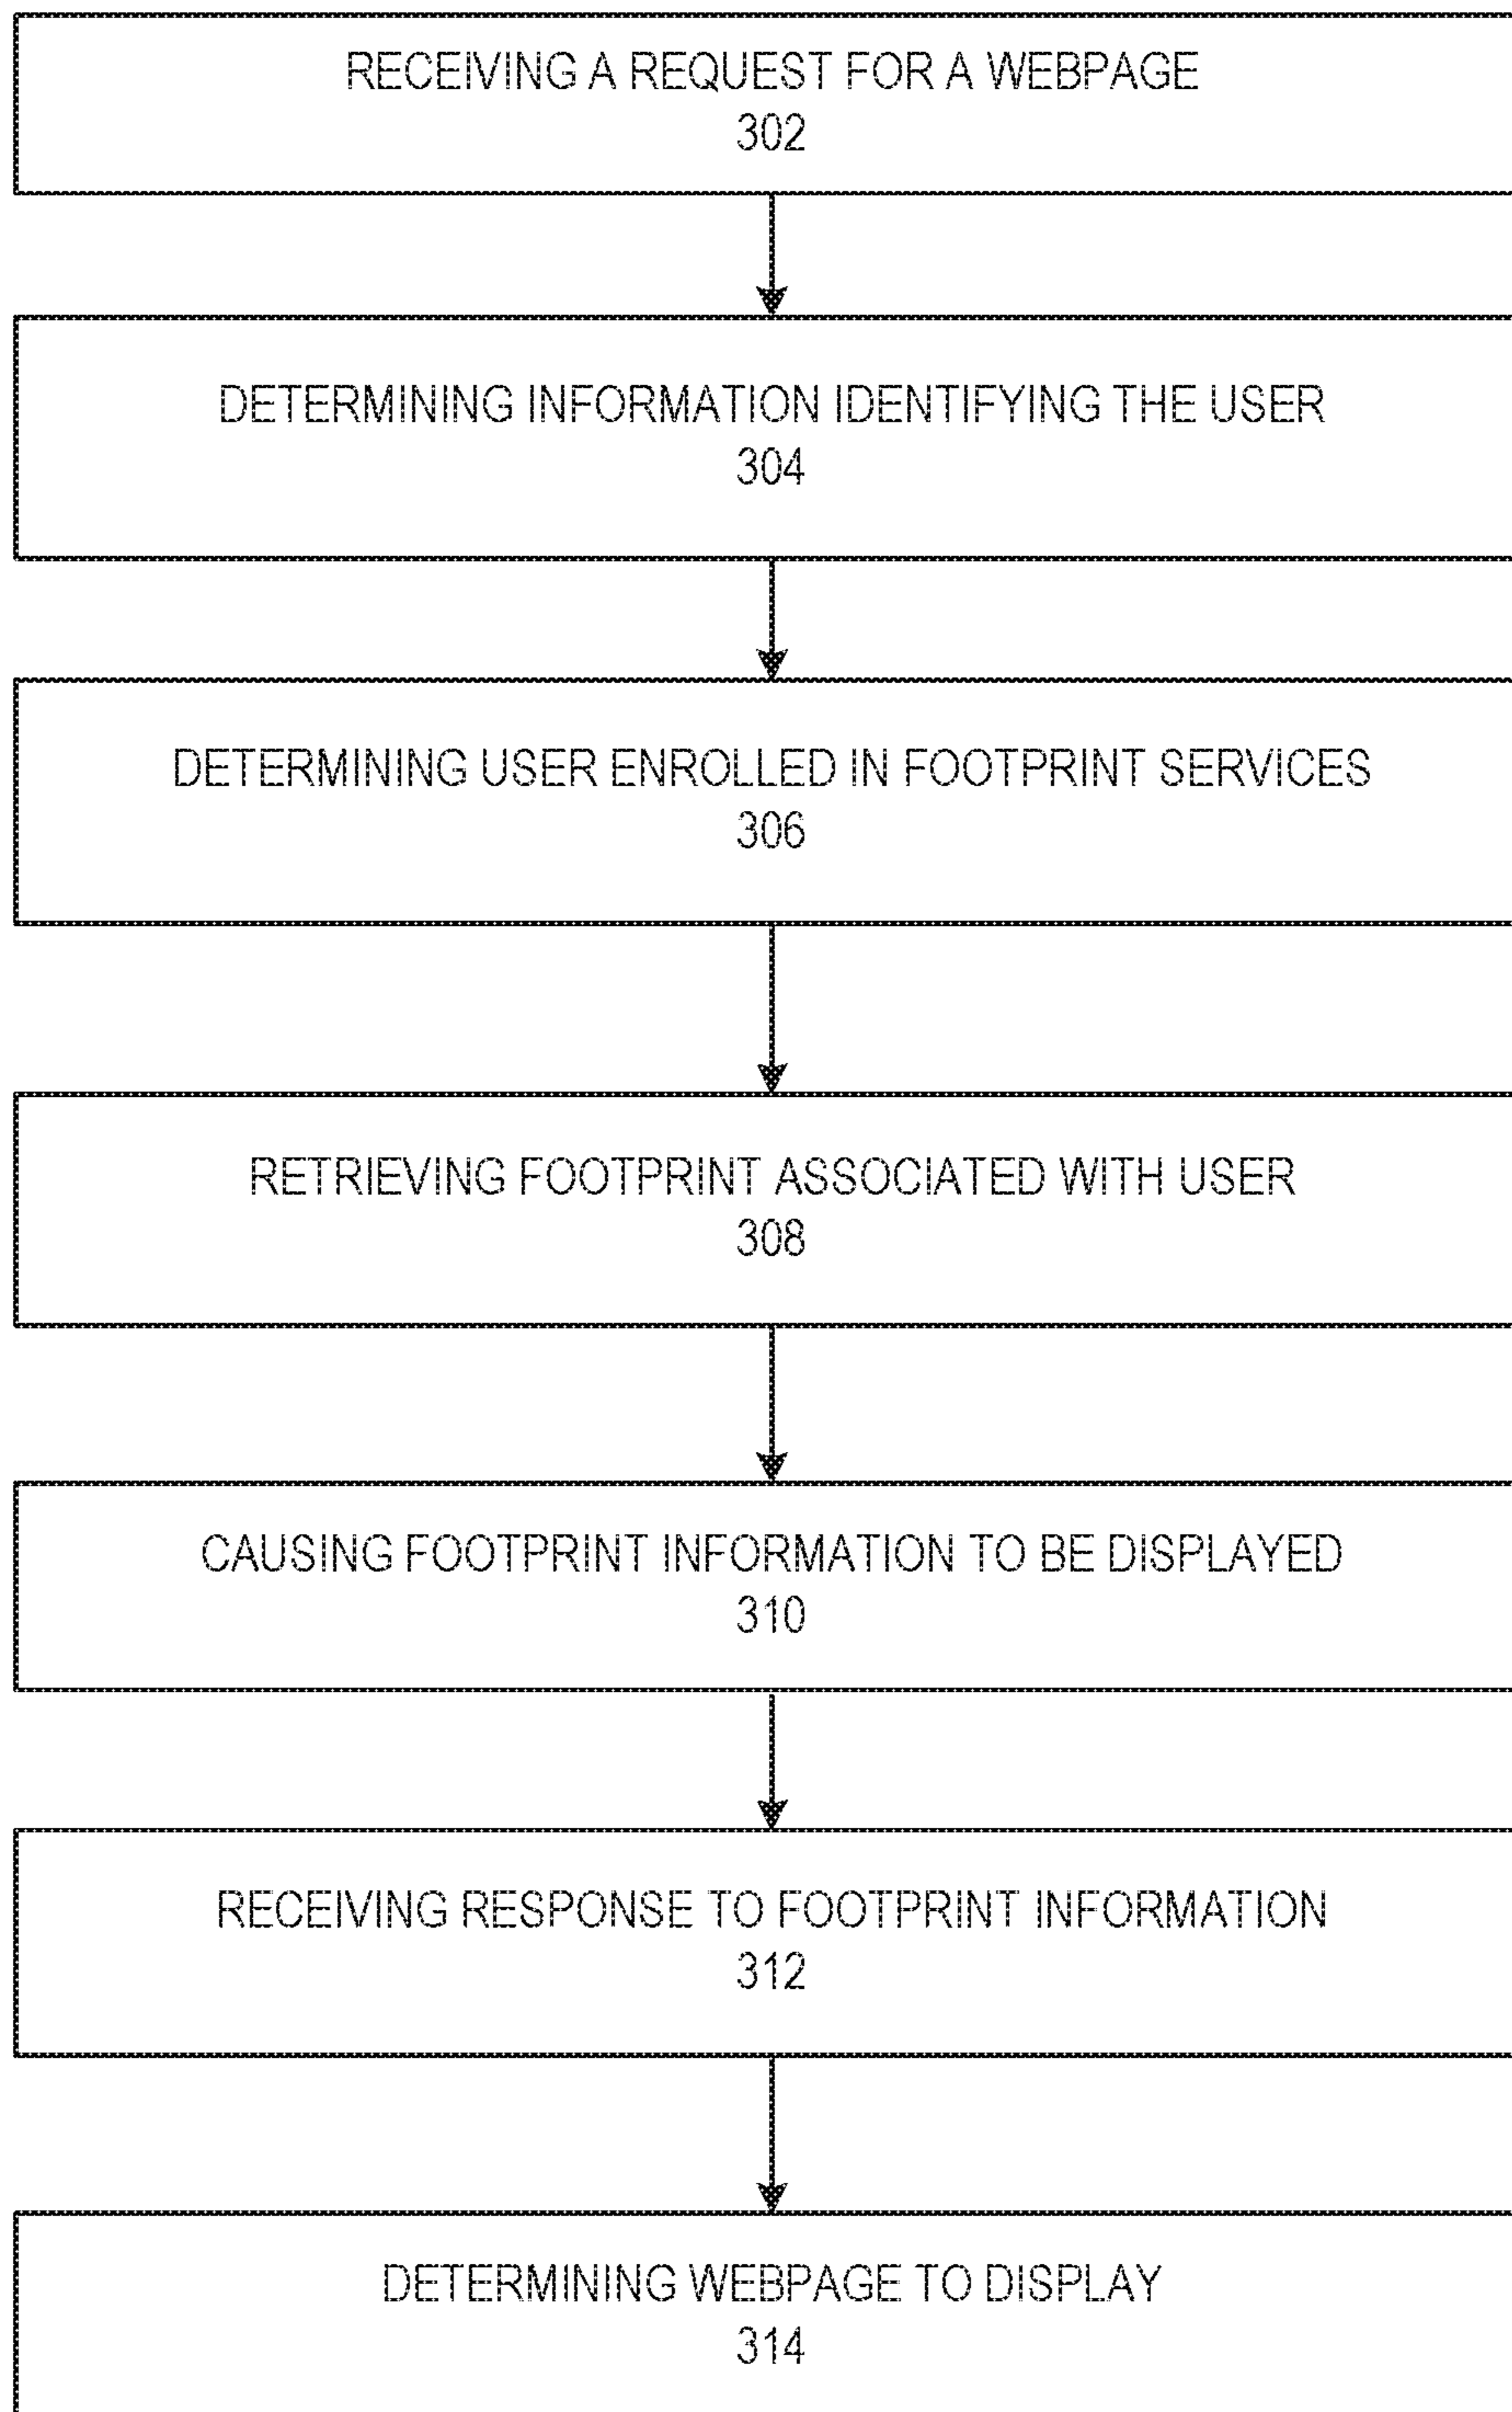 RECEIVING A REQUEST FOR A WEBPAGE
302
DETERMINING INFORMATION IDENTIFYING THE USER
304
DETERMINING USER ENROLLED IN FOOTPRINT SERVICES
306
RETRIEVING FOOTPRINT ASSOCIATED WITH USER
308
CAUSING FOOTPRINT INFORMATION TO BE DISPLAYED
310
RECEIVING RESPONSE TO FOOTPRINT INFORMATION
312
DETERMINING WEBPAGE TO DISPLAY
314